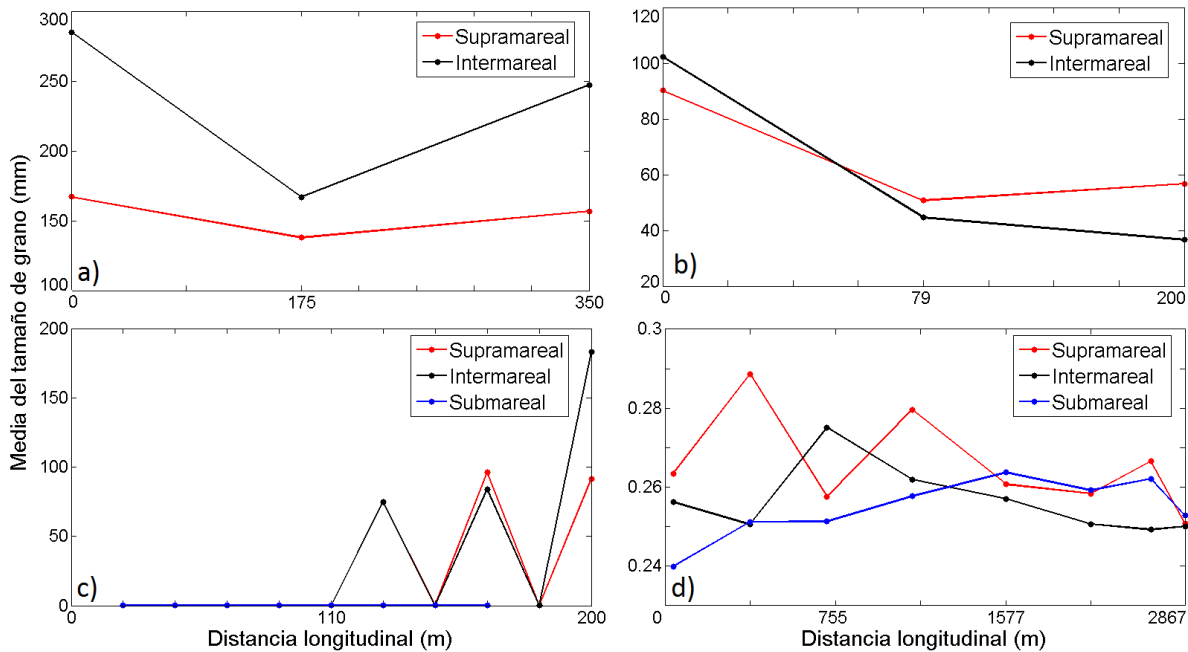 Media del tamaño de grano (mm)
300
250
200
150
100
a)
Supramareal
Intermareal
0
175
350
120
100
80
60
40
20
b)
Supramareal
Intermareal
0
79
200
200
150
100
50
0
c)
Supramareal
Intermareal
Submareal
110
200
Distancia longitudinal (m)
0.3
0.28
0.26
0.24
d)
Supramareal
Intermareal
Submareal
0
755
1577
2867
Distancia longitudinal (m)